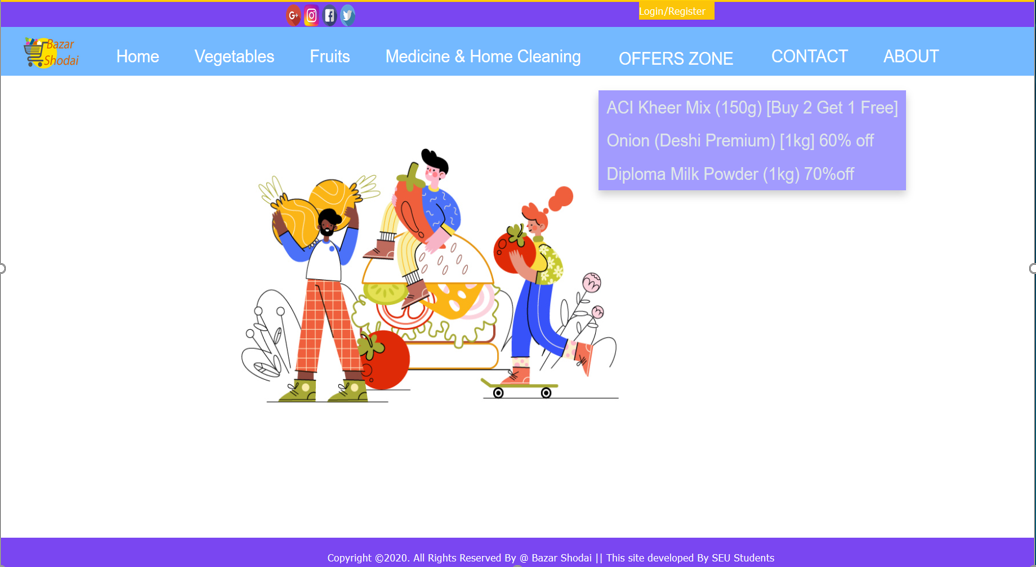 G+
Login/Register
Bazar
Shodai
Home Vegetables Fruits Medicine & Home Cleaning OFFERS ZONE CONTACT ABOUT
ACI Kheer Mix (150g) [Buy 2 Get 1 Free]
Onion (Deshi Premium) [1kg] 60% off
Diploma Milk Powder (1kg) 70%off
Copyright ©2020. All Rights Reserved By @ Bazar Shodai || This site developed By SEU Students